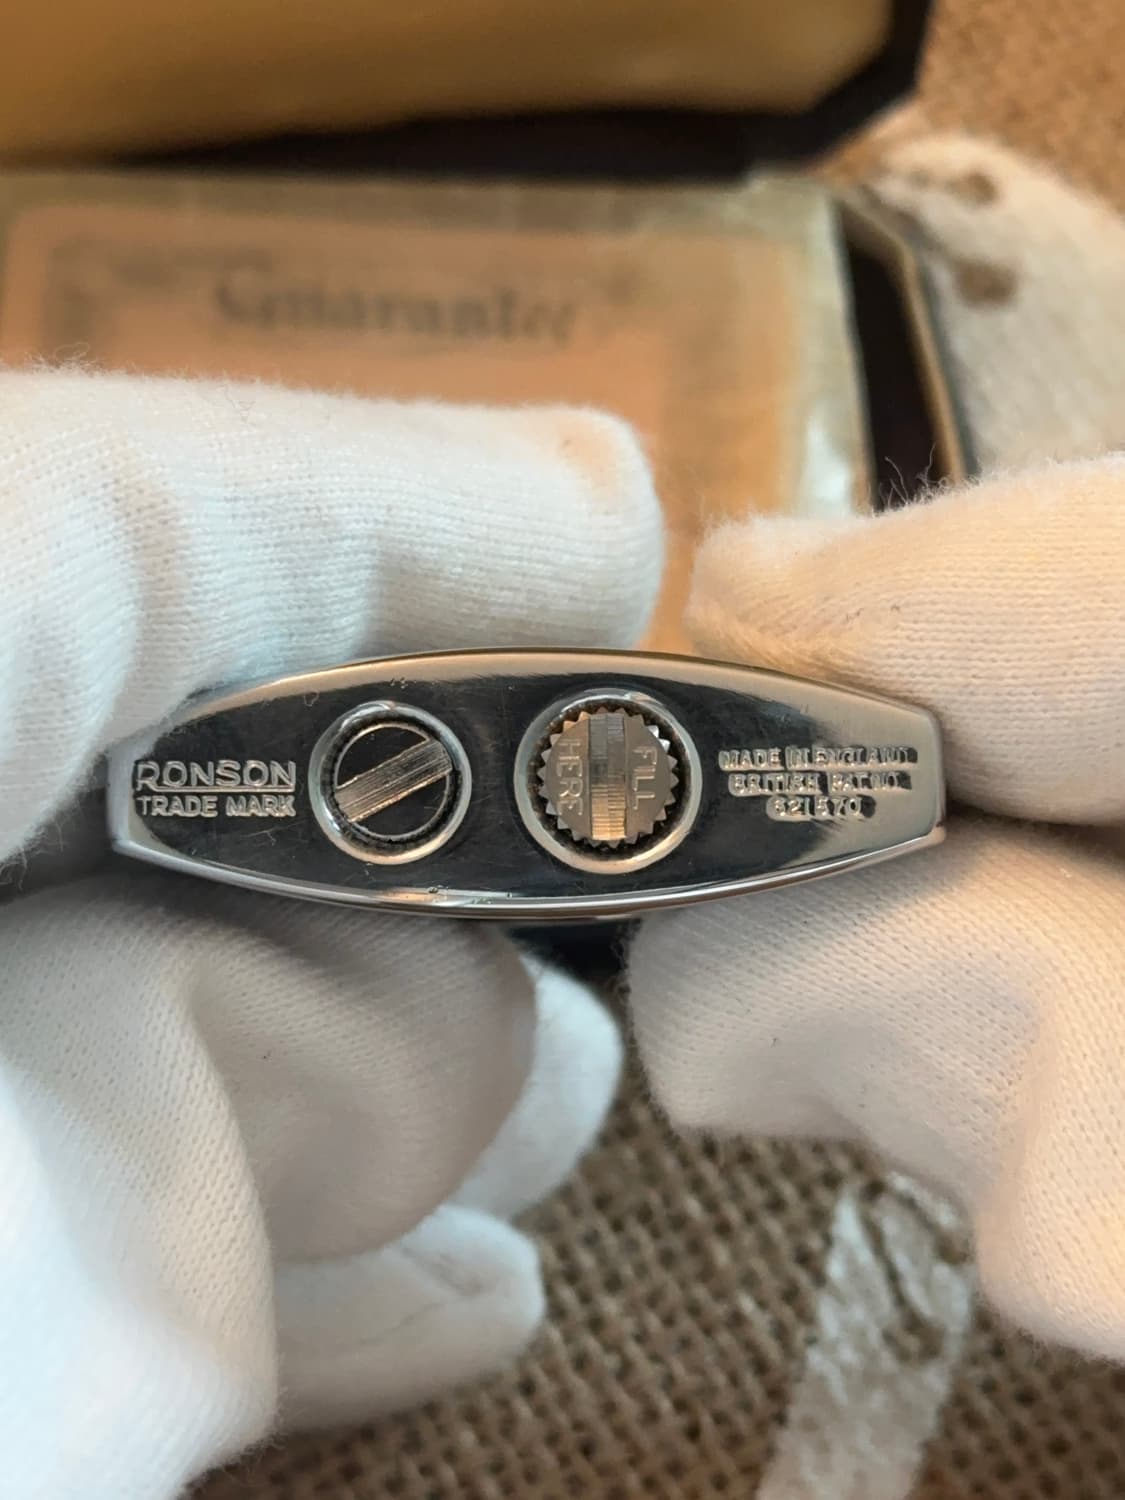 Guarantee
RONSON
TRADE MARK
FILL
HERE
MADE IN ENGLAND
BRITISH PAT. NO.
621570